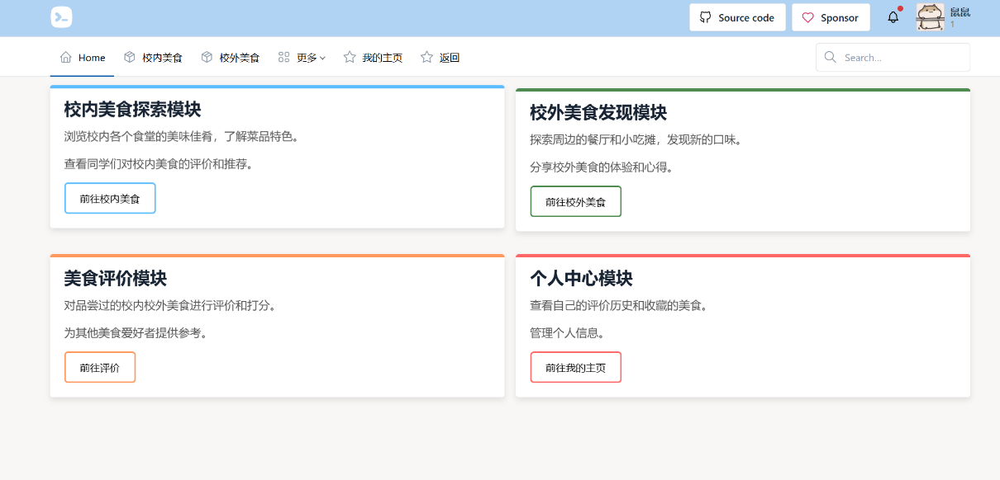 Source code
Sponsor
鼠鼠
1
Home
校内美食
校外美食
更多
我的主页
返回
Search…
校内美食探索模块
浏览校内各个食堂的美味佳肴，了解菜品特色。
查看同学们对校内美食的评价和推荐。
前往校内美食
校外美食发现模块
探索周边的餐厅和小吃摊，发现新的口味。
分享校外美食的体验和心得。
前往校外美食
美食评价模块
对品尝过的校内校外美食进行评价和打分。
为其他美食爱好者提供参考。
前往评价
个人中心模块
查看自己的评价历史和收藏的美食。
管理个人信息。
前往我的主页